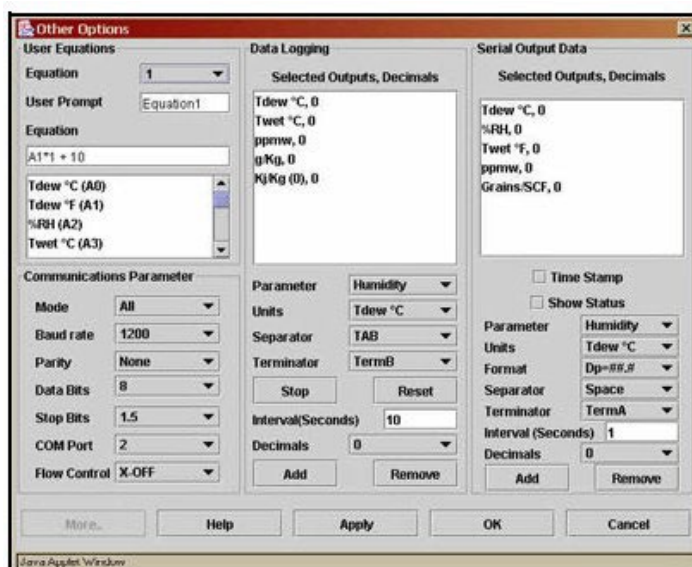 Other Options
User Equations
Equation 1
User Prompt Equation1
Equation
A1*1 + 10
Tdew °C (A0)
Tdew °F (A1)
%RH (A2)
Twet °C (A3)
Communications Parameter
Mode All
Baud rate 1200
Parity None
Data Bits 8
Stop Bits 1.5
COM Port 2
Flow Control X-OFF
Data Logging
Selected Outputs, Decimals
Tdew °C, 0
Twet °C, 0
ppmw, 0
g/Kg, 0
Kj/Kg (0), 0
Parameter Humidity
Units Tdew °C
Separator TAB
Terminator TermB
Stop Reset
Interval(Seconds) 10
Decimals 0
Add Remove
Serial Output Data
Selected Outputs, Decimals
Tdew °C, 0
%RH, 0
Twet °F, 0
ppmw, 0
Grains/SCF, 0
Time Stamp
Show Status
Parameter Humidity
Units Tdew °C
Format Dp=##.#
Separator Space
Terminator TermA
Interval (Seconds) 1
Decimals 0
Add Remove
More.. Help Apply OK Cancel
Java Applet Window